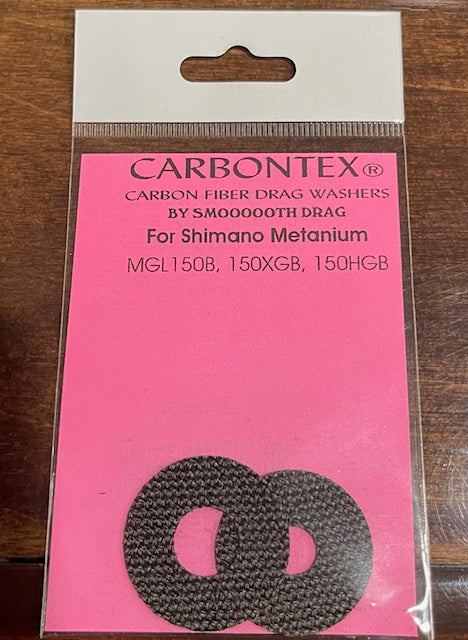 CARBONTEX®
CARBON FIBER DRAG WASHERS
BY SMOOOOOTH DRAG
For Shimano Metanium
MGL150B, 150XGB, 150HGB